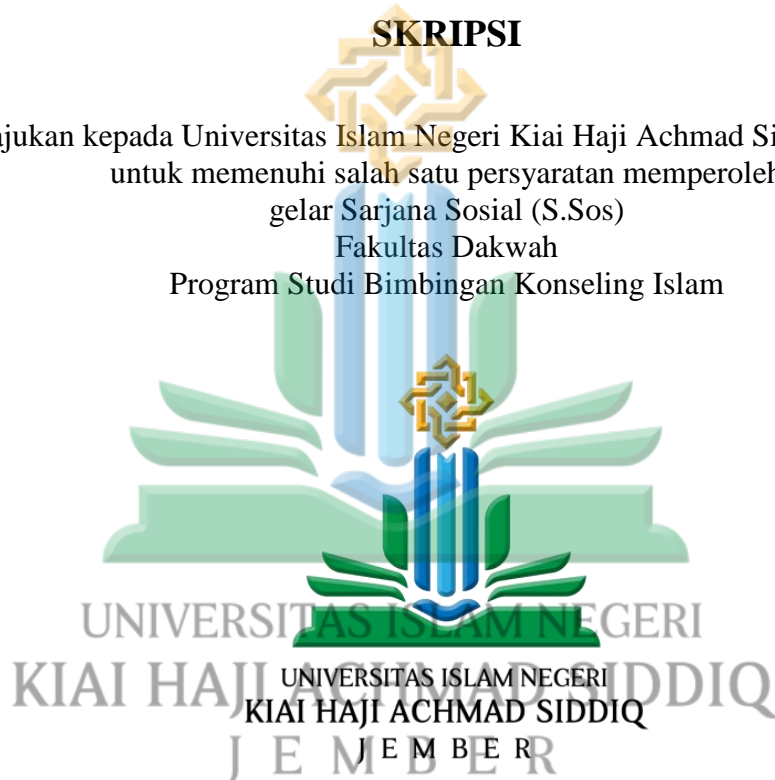 SKRIPSI
ajukan kepada Universitas Islam Negeri Kiai Haji Achmad Si
untuk memenuhi salah satu persyaratan memperoleh
gelar Sarjana Sosial (S.Sos)
Fakultas Dakwah
Program Studi Bimbingan Konseling Islam
UNIVERSITAS ISLAM NEGERI
KIAI HAJI ACHMAD SIDDIQ
JEMBER
UNIVERSITAS ISLAM NEGERI
KIAI HAJI ACHMAD SIDDIQ
JEMBER